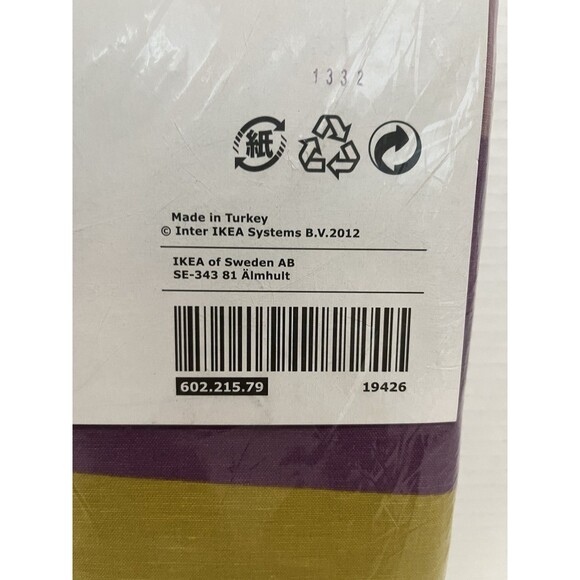 1332
紙
Made in Turkey
© Inter IKEA Systems B.V.2012
IKEA of Sweden AB
SE-343 81 Älmhult
602.215.79 19426